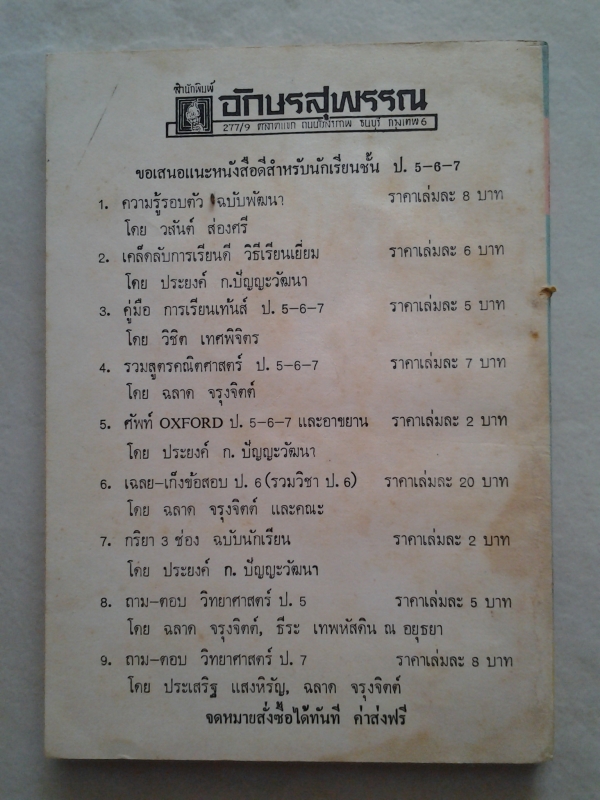 สำนักพิมพ์
อักษรสุพรรณ
277/9 ตลาดแขก ถนนอิสรภาพ ธนบุรี กรุงเทพ 6
ขอเสนอแนะหนังสือดีสำหรับนักเรียนชั้น ป. 5-6-7
1. ความรู้รอบตัว ฉบับพัฒนา ราคาเล่มละ 8 บาท
โดย วสันต์ ส่องศรี
2. เคล็ดลับการเรียนดี วิธีเรียนเยี่ยม ราคาเล่มละ 6 บาท
โดย ประยงค์ ก.ปัญญะวัฒนา
3. คู่มือ การเรียนเท้นส์ ป. 5-6-7 ราคาเล่มละ 5 บาท
โดย วิชิต เทศพิจิตร
4. รวมสูตรคณิตศาสตร์ ป. 5-6-7 ราคาเล่มละ 7 บาท
โดย ฉลาด จรุงจิตต์
5. ศัพท์ OXFORD ป. 5-6-7 และอาขยาน ราคาเล่มละ 2 บาท
โดย ประยงค์ ก. ปัญญะวัฒนา
6. เฉลย-เก็งข้อสอบ ป. 6 (รวมวิชา ป. 6) ราคาเล่มละ 20 บาท
โดย ฉลาด จรุงจิตต์ และคณะ
7. กริยา 3 ช่อง ฉบับนักเรียน ราคาเล่มละ 2 บาท
โดย ประยงค์ ก. ปัญญะวัฒนา
8. ถาม-ตอบ วิทยาศาสตร์ ป. 5 ราคาเล่มละ 5 บาท
โดย ฉลาด จรุงจิตต์, ธีระ เทพหัสดิน ณ อยุธยา
9. ถาม-ตอบ วิทยาศาสตร์ ป. 7 ราคาเล่มละ 8 บาท
โดย ประเสริฐ แสงหิรัญ, ฉลาด จรุงจิตต์
จดหมายสั่งซื้อได้ทันที ค่าส่งฟรี